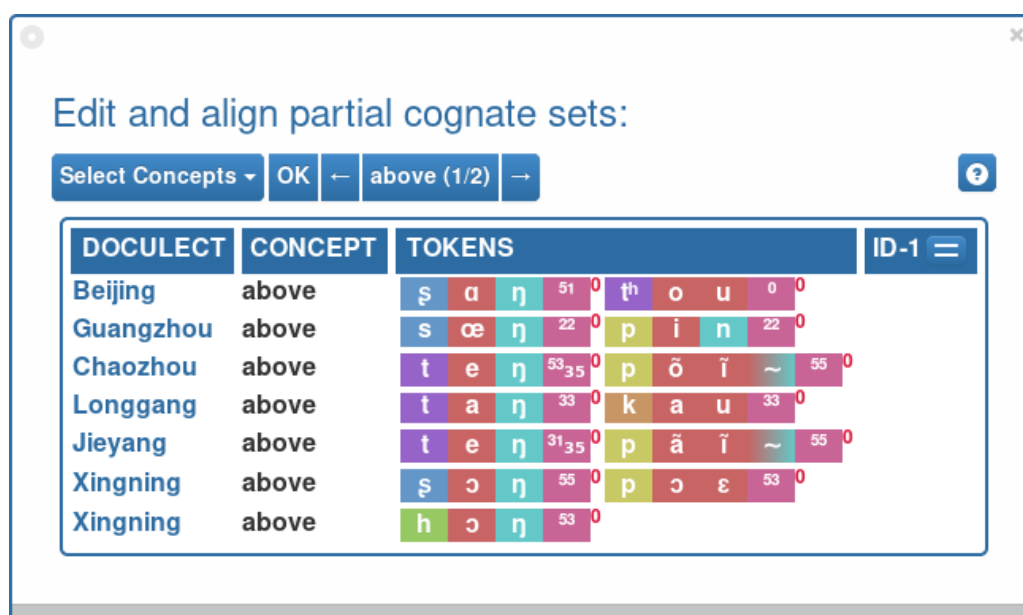 Edit and align partial cognate sets:
Select Concepts OK ← above (1/2) → ?
DOCULECT CONCEPT TOKENS ID-1
Beijing above ʂ ɑ ŋ ⁵¹ 0 tʰ o u ⁰ 0
Guangzhou above s œ ŋ ²² 0 p i n ²² 0
Chaozhou above t e ŋ ⁵³₃₅ 0 p õ ĩ ~ ⁵⁵ 0
Longgang above t a ŋ ³³ 0 k a u ³³ 0
Jieyang above t e ŋ ³¹₃₅ 0 p ã ĩ ~ ⁵⁵ 0
Xingning above ʂ ɔ ŋ ⁵⁵ 0 p ɔ ɛ ⁵³ 0
Xingning above h ɔ ŋ ⁵³ 0